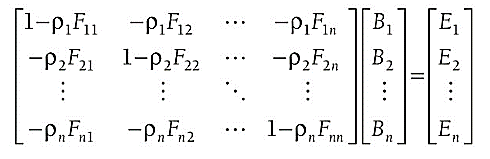 [1−ρ₁F₁₁ −ρ₁F₁₂ ⋯ −ρ₁F₁ₙ] [B₁] [E₁]
[−ρ₂F₂₁ 1−ρ₂F₂₂ ⋯ −ρ₂F₂ₙ] [B₂] = [E₂]
[⋮ ⋮ ⋱ ⋮] [⋮] [⋮]
[−ρₙFₙ₁ −ρₙFₙ₂ ⋯ 1−ρₙFₙₙ] [Bₙ] [Eₙ]